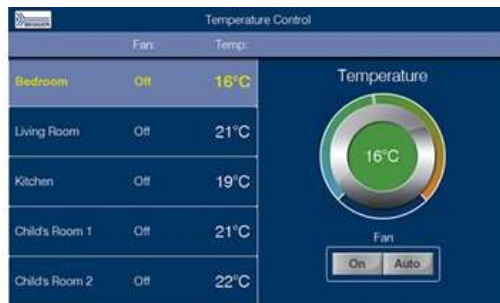 Temperature Control
Fan: Temp:
Bedroom Off 16°C
Living Room Off 21°C
Kitchen Off 19°C
Child's Room 1 Off 21°C
Child's Room 2 Off 22°C
Temperature
16°C
Fan
On Auto